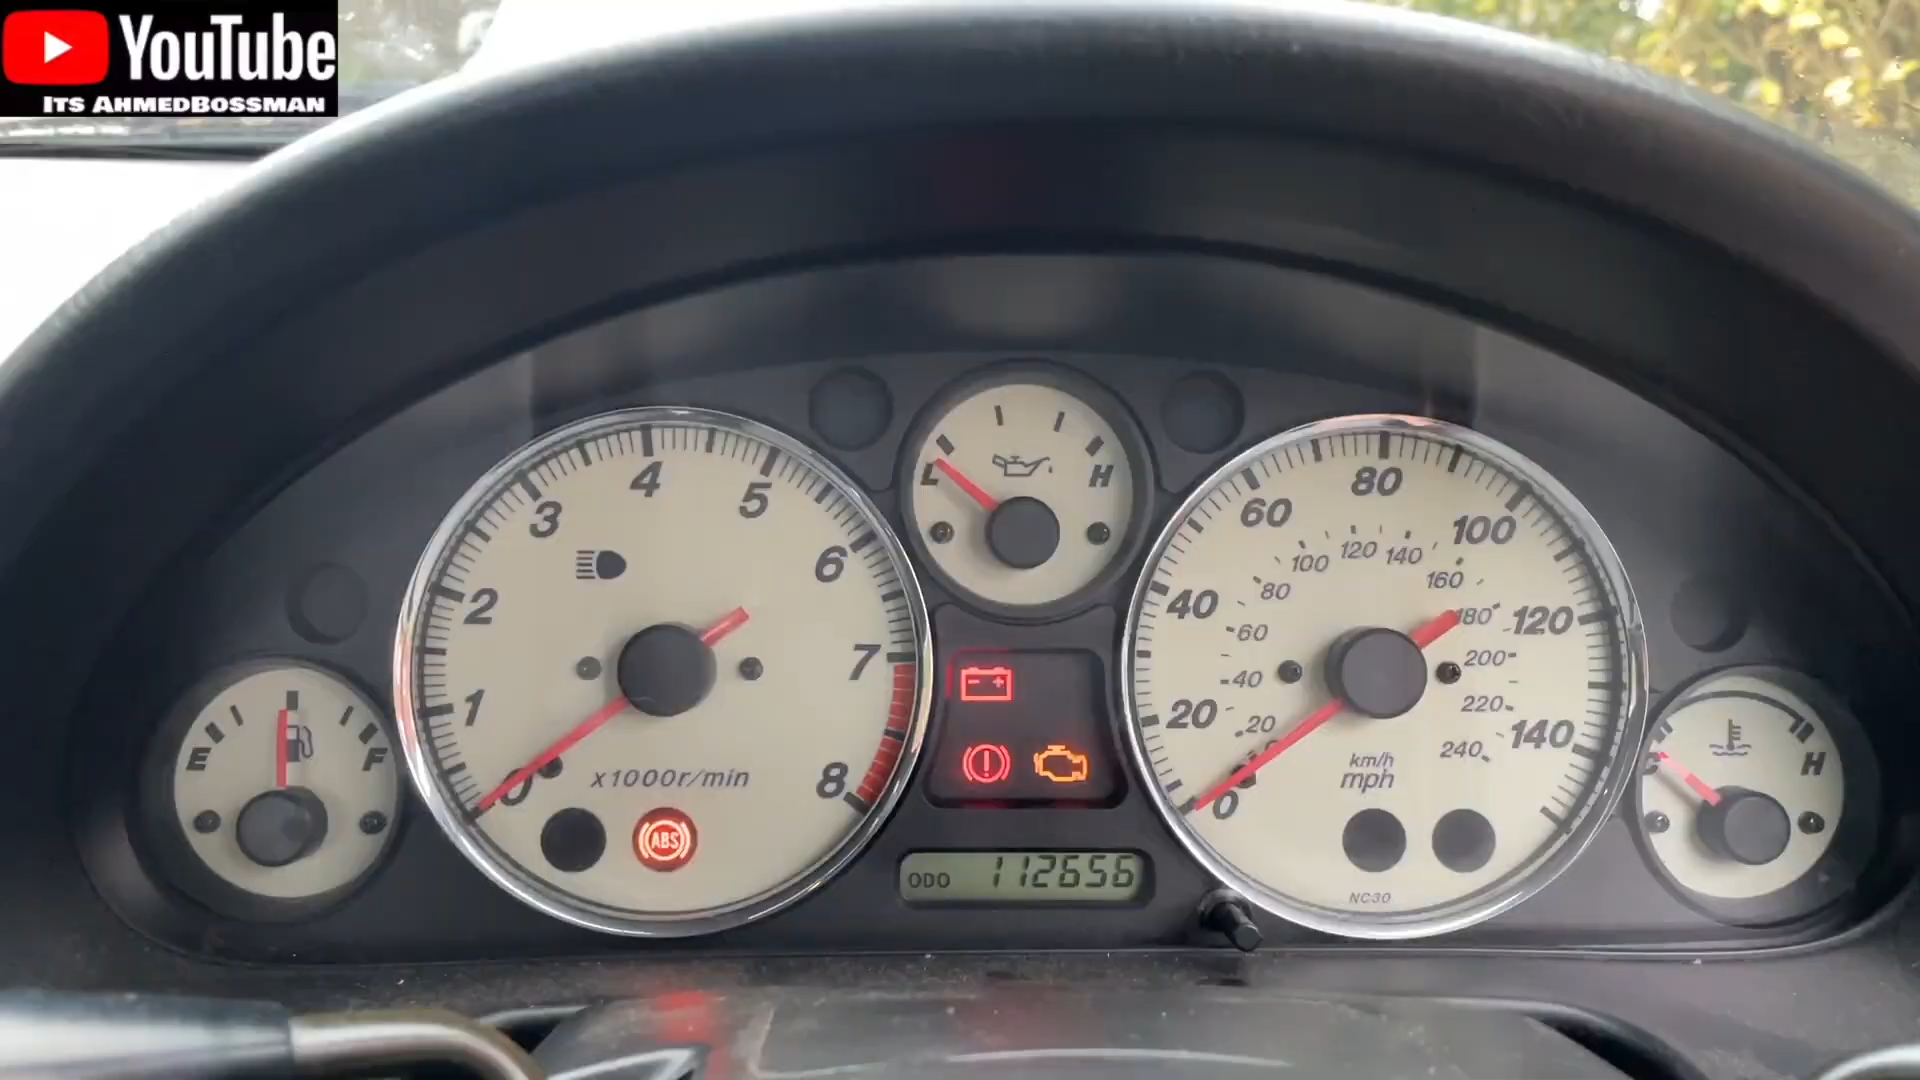 YouTube
ITS AHMEDBOSSMAN
L H
0 1 2 3 4 5 6 7 8
x1000r/min
ABS
0 20 40 60 80 100 120 140
20 40 60 80 100 120 140 160 180 200 220 240
km/h
mph
NC30
E F
C H
ODO 112656